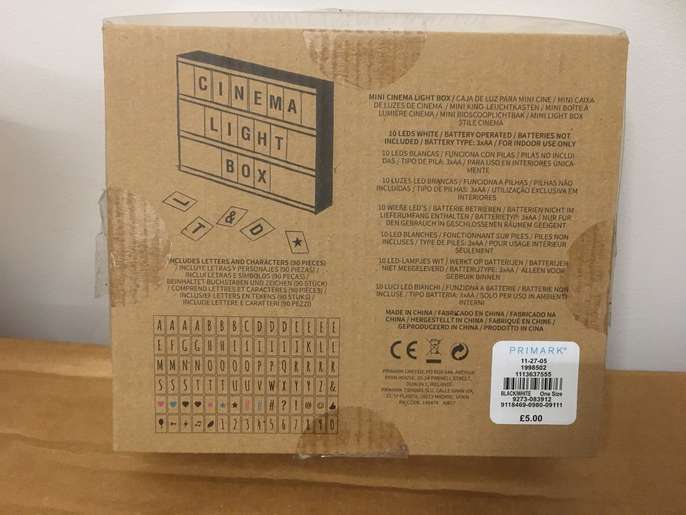 CINEMA
LIGHT
BOX
MINI CINEMA LIGHT BOX / CAJA DE LUZ PARA MINI CINE / MINI CAIXA
DE LUZES DE CINEMA / MINI KING-LEUCHTKASTEN / MINI BOÎTE À
LUMIÈRE CINÉMA / MINI BIOSCOOPLICHTBAK / MINI LIGHT BOX
STILE CINEMA
10 LEDS WHITE / BATTERY OPERATED / BATTERIES NOT
INCLUDED / BATTERY TYPE: 3xAA / FOR INDOOR USE ONLY
10 LEDS BLANCAS / FUNCIONA CON PILAS / PILAS NO INCLUI
DAS / TIPO DE PILA: 3xAA / PARA USO EN INTERIORES ÚNICA
MENTE
10 LUZES LED BRANCAS / FUNCIONA A PILHAS / PILHAS NÃO
INCLUÍDAS / TIPO DE PILHAS: 3xAA / UTILIZAÇÃO EXCLUSIVA EM
INTERIORES
10 WEIßE LED'S / BATTERIE BETRIEBEN / BATTERIEN NICHT IM
LIEFERUMFANG ENTHALTEN / BATTERIETYP: 3xAA / NUR FÜR
DEN GEBRAUCH IN GESCHLOSSENEN RÄUMEN GEEIGENT
10 LED BLANCHES / FONCTIONNANT SUR PILES / PILES NON
INCLUSES / TYPE DE PILES: 3xAA / POUR USAGE INTÉRIEUR
SEULEMENT
10 LED-LAMPJES WIT / WERKT OP BATTERIJEN / BATTERIJEN
NIET MEEGELEVERD / BATTERIJTYPE: 3xAA / ALLEEN VOOR
GEBRUIK BINNEN
10 LUCI LED BIANCHI / FUNZIONA A BATTERIE / BATTERIE NON
INCLUSE / TIPO BATTERIA: 3xAA / SOLO PER USO IN AMBIENTI
INTERNI
INCLUDES LETTERS AND CHARACTERS (90 PIECES)
/ INCLUYE LETRAS Y PERSONAJES (90 PIEZAS) /
INCLUI LETRAS E SÍMBOLOS (90 PEÇAS) /
BEINHALTET-BUCHSTABEN UND ZEICHEN (90 STÜCK)
/ COMPREND LETTRES ET CARACTÈRES (90 PIÈCES) /
INCLUSIEF LETTERS EN TEKENS (90 STUKS) /
INCLUDE LETTERE E CARATTERI (90 PEZZI)
MADE IN CHINA / FABRICADO EN CHINA / FABRICADO NA
CHINA / HERGESTELLT IN CHINA / FABRIQUÉ EN CHINE /
GEPRODUCEERD IN CHINA / PRODOTTO IN CINA
CE
PRIMARK
11-27-05
1998502
1113637555
BLACK/WHITE One Size
9273-083912
9118469-0980-09111
£5.00